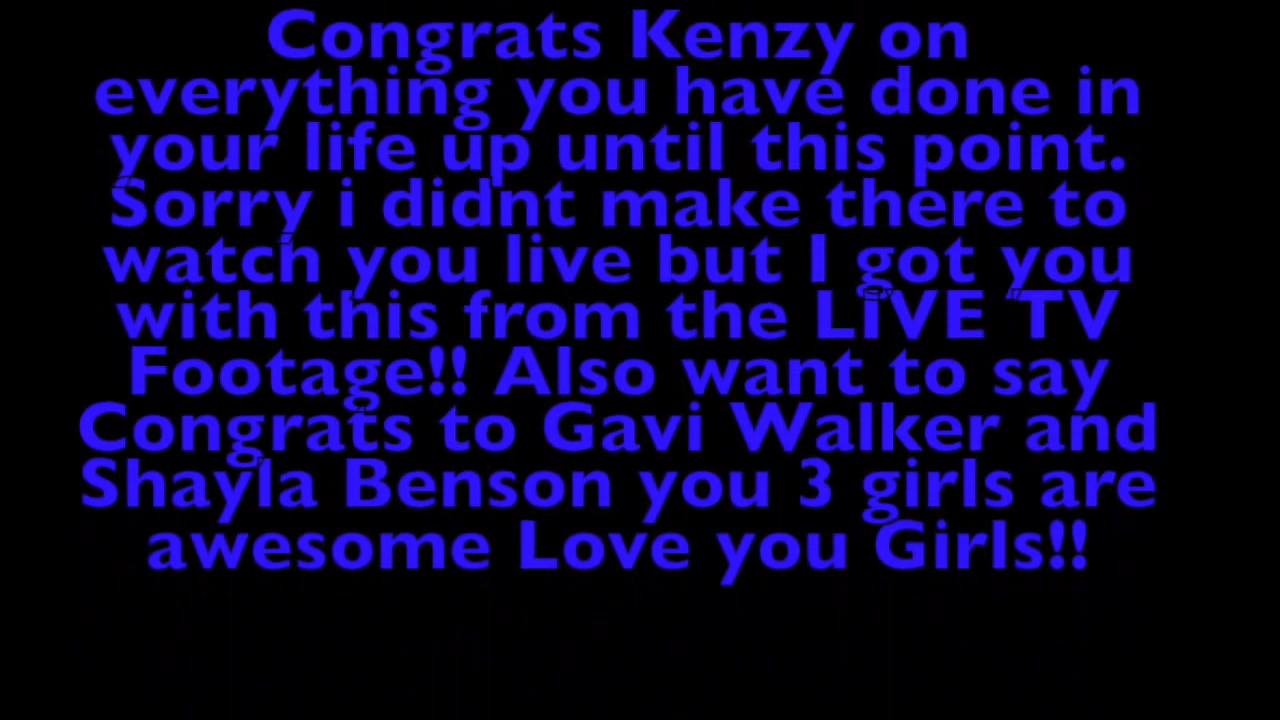 Congrats Kenzy on
everything you have done in
your life up until this point.
Sorry i didnt make there to
watch you live but I got you
with this from the LIVE TV
Footage!! Also want to say
Congrats to Gavi Walker and
Shayla Benson you 3 girls are
awesome Love you Girls!!